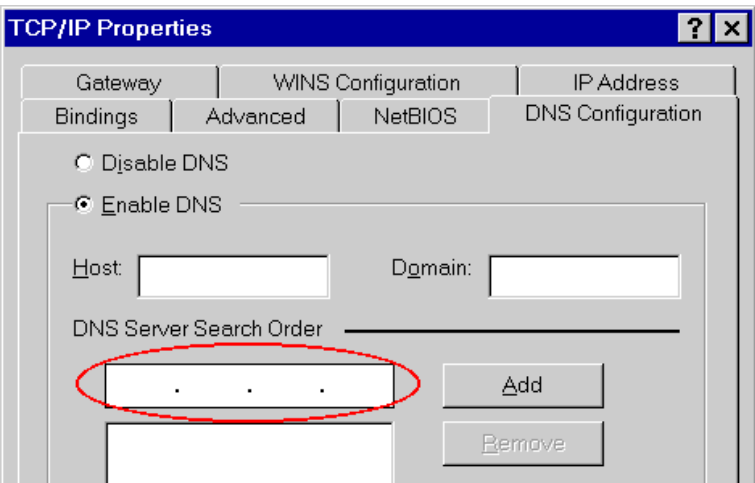 TCP/IP Properties
Gateway WINS Configuration IP Address
Bindings Advanced NetBIOS DNS Configuration
Disable DNS
Enable DNS
Host: Domain:
DNS Server Search Order
. . . Add
Remove